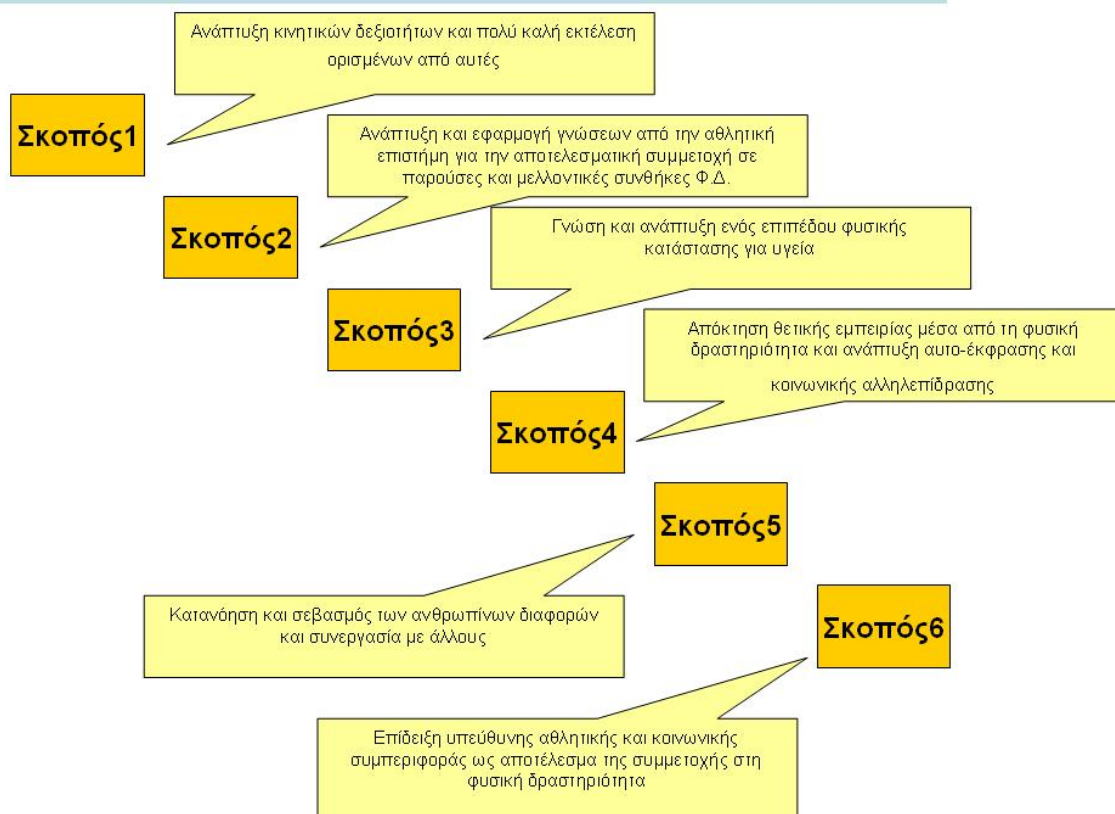 Ανάπτυξη κινητικών δεξιοτήτων και πολύ καλή εκτέλεση
ορισμένων από αυτές
Σκοπός1
Ανάπτυξη και εφαρμογή γνώσεων από την αθλητική
επιστήμη για την αποτελεσματική συμμετοχή σε
παρούσες και μελλοντικές συνθήκες Φ.Δ.
Σκοπός2
Γνώση και ανάπτυξη ενός επιπέδου φυσικής
κατάστασης για υγεία
Σκοπός3
Απόκτηση θετικής εμπειρίας μέσα από τη φυσική
δραστηριότητα και ανάπτυξη αυτο-έκφρασης και
κοινωνικής αλληλεπίδρασης
Σκοπός4
Σκοπός5
Κατανόηση και σεβασμός των ανθρωπίνων διαφορών
και συνεργασία με άλλους
Σκοπός6
Επίδειξη υπεύθυνης αθλητικής και κοινωνικής
συμπεριφοράς ως αποτέλεσμα της συμμετοχής στη
φυσική δραστηριότητα